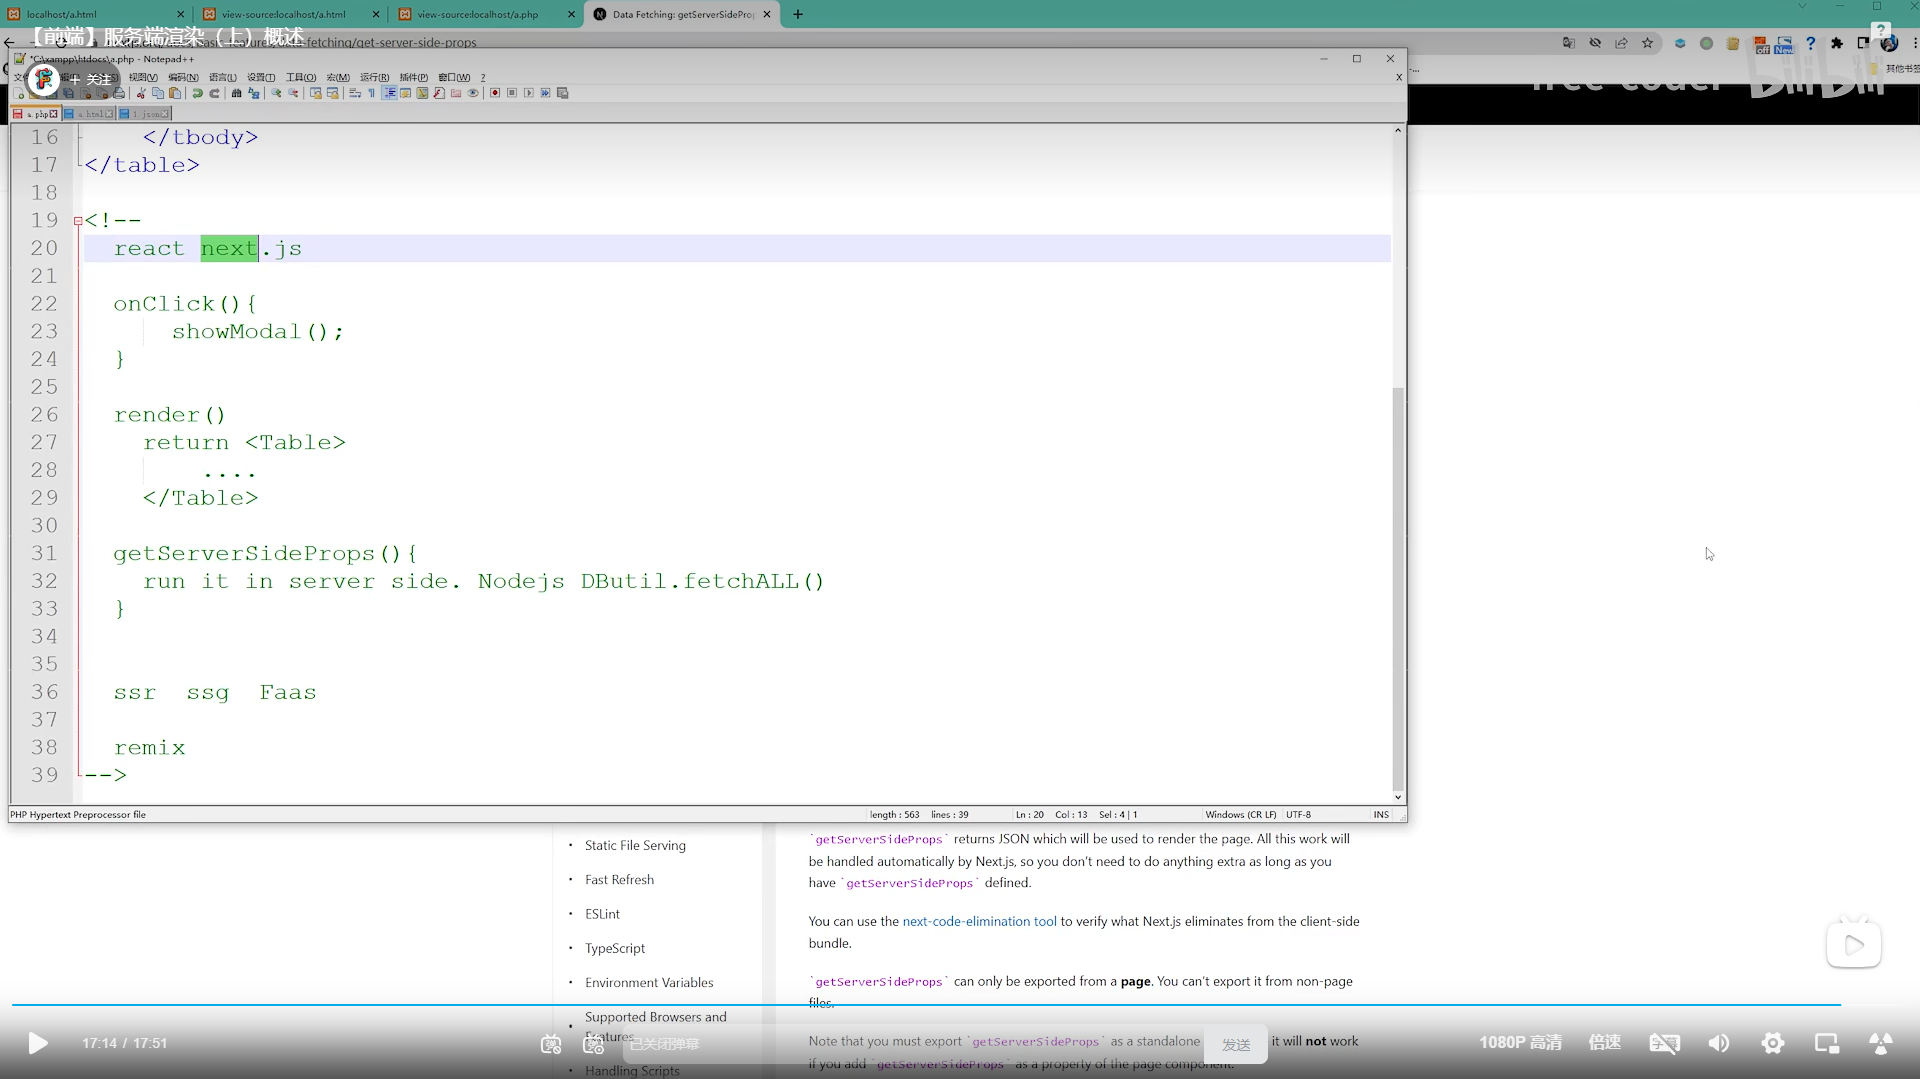 localhost/a.html
view-source:localhost/a.html
view-source:localhost/a.php
Data Fetching: getServerSideProp
【前端】服务端渲染（上）概述
fetching/get-server-side-props
*C:\xampp\htdocs\a.php - Notepad++
+ 关注
视图(V) 编码(N) 语言(L) 设置(T) 工具(O) 宏(M) 运行(R) 插件(P) 窗口(W) ?
X
off
New
其他书签
free-coder
bilibili
a.php
a.html
1.json
16 </tbody>
17 </table>
18
19 <!--
20 react next.js
21
22 onClick(){
23 showModal();
24 }
25
26 render()
27 return <Table>
28 ....
29 </Table>
30
31 getServerSideProps(){
32 run it in server side. Nodejs DButil.fetchALL()
33 }
34
35
36 ssr ssg Faas
37
38 remix
39 -->
PHP Hypertext Preprocessor file
length : 563 lines : 39
Ln : 20 Col : 13 Sel : 4 | 1
Windows (CR LF)
UTF-8
INS
Static File Serving
Fast Refresh
ESLint
TypeScript
Environment Variables
Supported Browsers and
Features
Handling Scripts
`getServerSideProps` returns JSON which will be used to render the page. All this work will
be handled automatically by Next.js, so you don't need to do anything extra as long as you
have `getServerSideProps` defined.
You can use the next-code-elimination tool to verify what Next.js eliminates from the client-side
bundle.
`getServerSideProps` can only be exported from a page. You can't export it from non-page
files.
Note that you must export `getServerSideProps` as a standalone it will not work
if you add `getServerSideProps` as a property of the page component.
17:14 / 17:51
已关闭弹幕
发送
1080P 高清
倍速
字幕